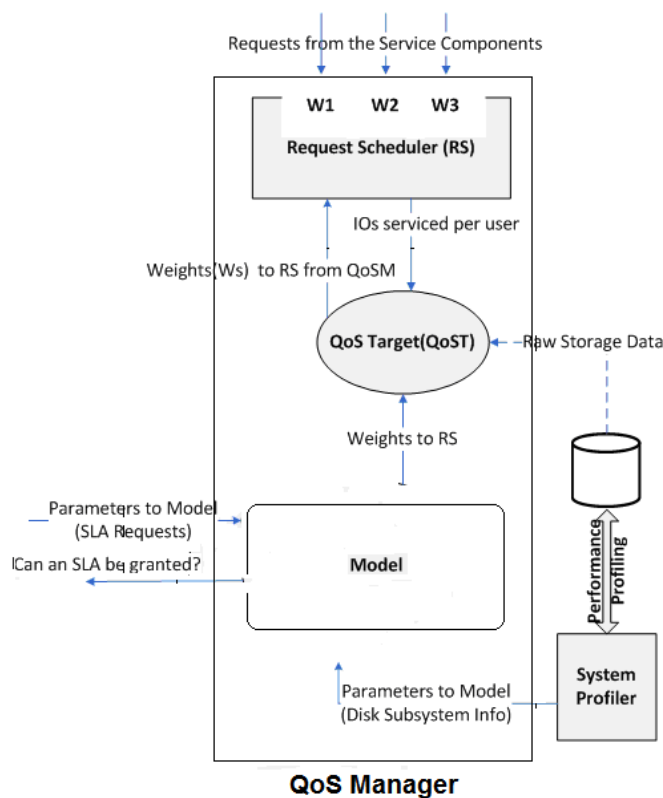 Requests from the Service Components
W1 W2 W3
Request Scheduler (RS)
IOs serviced per user
Weights(Ws) to RS from QoSM
QoS Target(QoST)
Raw Storage Data
Weights to RS
Parameters to Model
(SLA Requests)
Can an SLA be granted?
Model
Performance
Profiling
System
Profiler
Parameters to Model
(Disk Subsystem Info)
QoS Manager